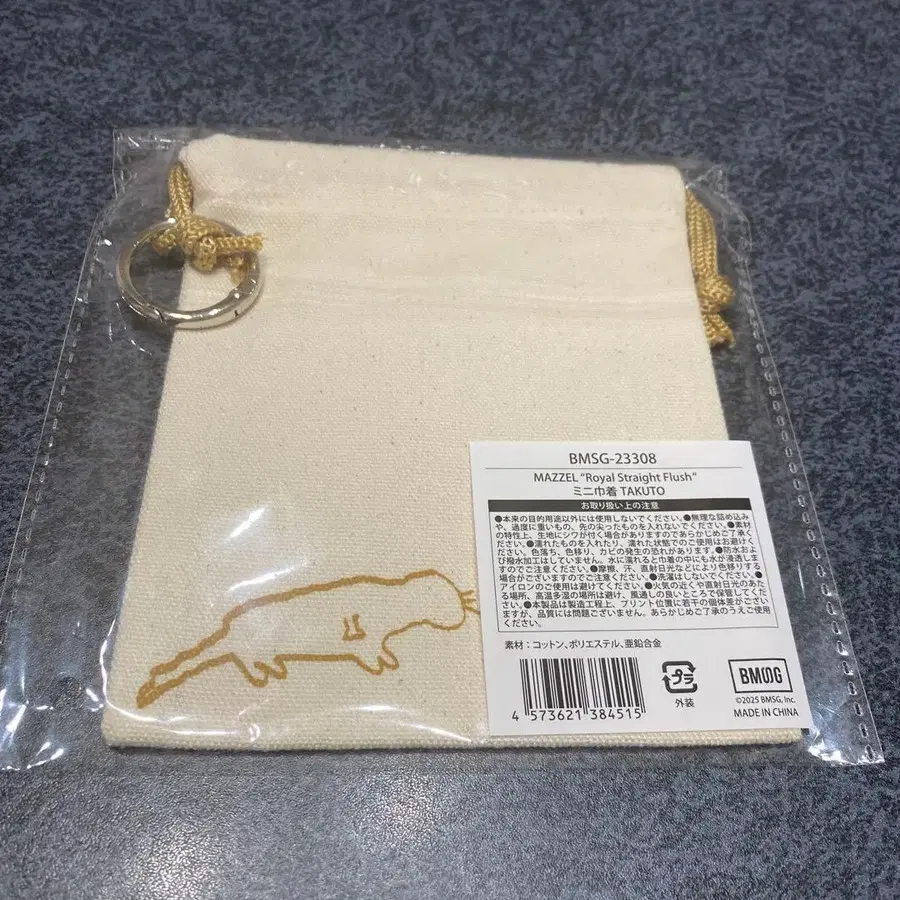 BMSG-23308
MAZZEL "Royal Straight Flush"
ミニ巾着 TAKUTO
お取り扱い上の注意
●本来の目的用途以外には使用しないでください。●無理な詰め込み
や、過度に重いもの、先の尖ったものを入れないでください。●素材
の特性上、生地にシワが付く場合がありますのであらかじめご了承く
ださい。●濡れたものを入れたり、濡れた状態でのご使用はお避けく
ださい。色落ち、色移り、カビの発生の恐れがあります。●防水およ
び撥水加工はしていません。水に濡れると巾着の中にも水が浸透しま
すのでご注意ください。●摩擦、汗、直射日光などにより色移りする
場合がございますのでご注意ください。●洗濯はしないでください。●
アイロンのご使用は避けてください。●火気の近くや直射日光のあた
る場所、高温多湿の場所は避け、風通しの良いところで保管してくだ
さい。●本製品は製造工程上、プリント位置に若干の個体差がござい
ますが、品質には問題ございません。あらかじめご了承のうえご使用
ください。
素材：コットン、ポリエステル、亜鉛合金
4 573621 384515
プラ
外装
BMSG
©2025 BMSG, Inc.
MADE IN CHINA